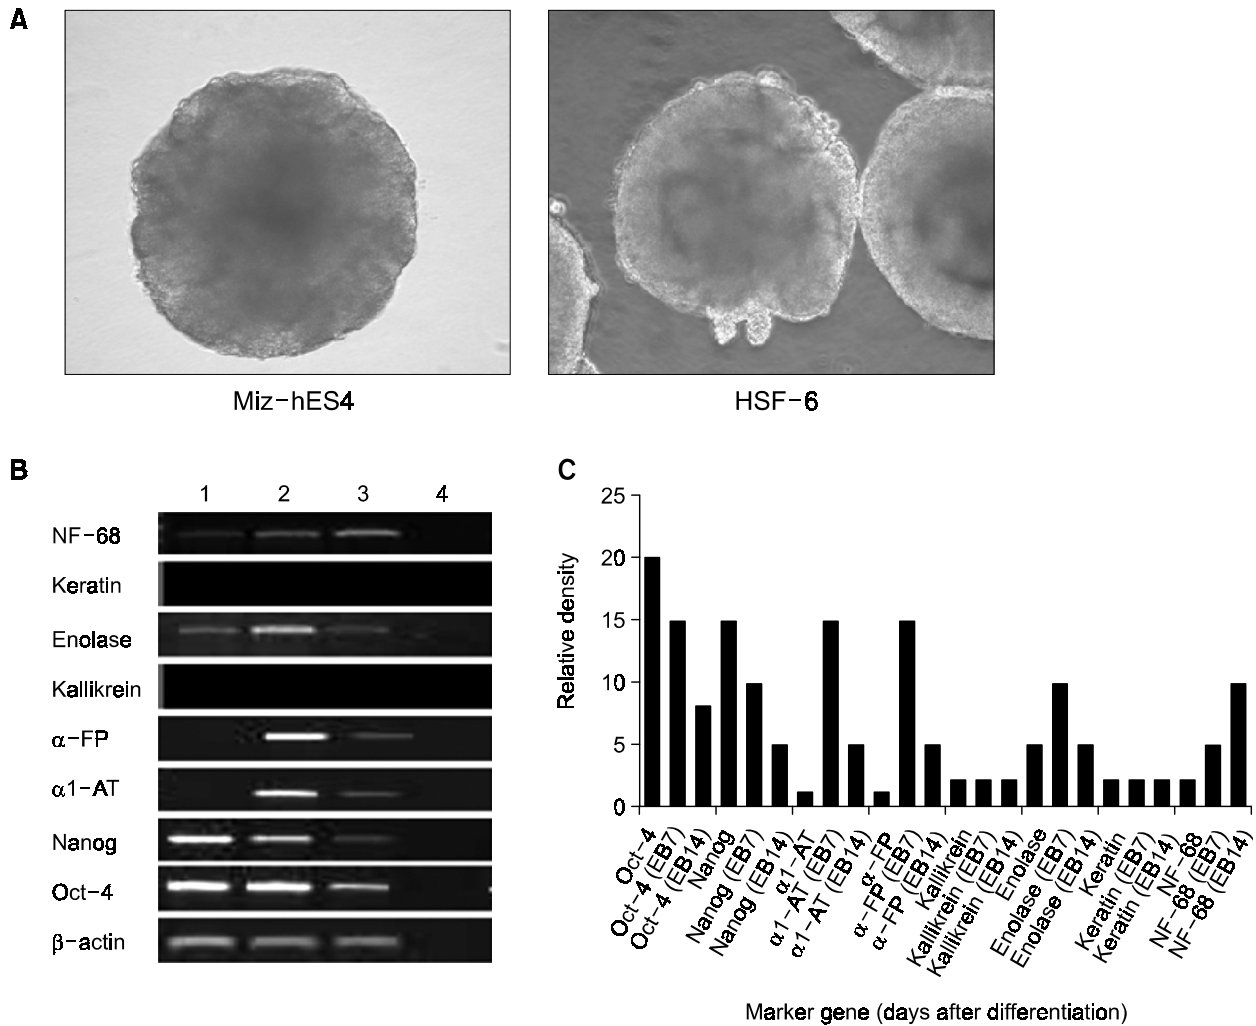 A
Miz−hES4
HSF−6
B
1 2 3 4
NF−68
Keratin
Enolase
Kallikrein
α−FP
α1−AT
Nanog
Oct−4
β−actin
C
25
20
15
10
5
0
Relative density
Oct−4
Oct−4 (EB7)
Oct−4 (EB14)
Nanog
Nanog (EB7)
Nanog (EB14)
α1−AT
α1−AT (EB7)
α1−AT (EB14)
α−FP
α−FP (EB7)
α−FP (EB14)
Kallikrein
Kallikrein (EB7)
Kallikrein (EB14)
Enolase
Enolase (EB7)
Enolase (EB14)
Keratin
Keratin (EB7)
Keratin (EB14)
NF−68
NF−68 (EB7)
NF−68 (EB14)
Marker gene (days after differentiation)